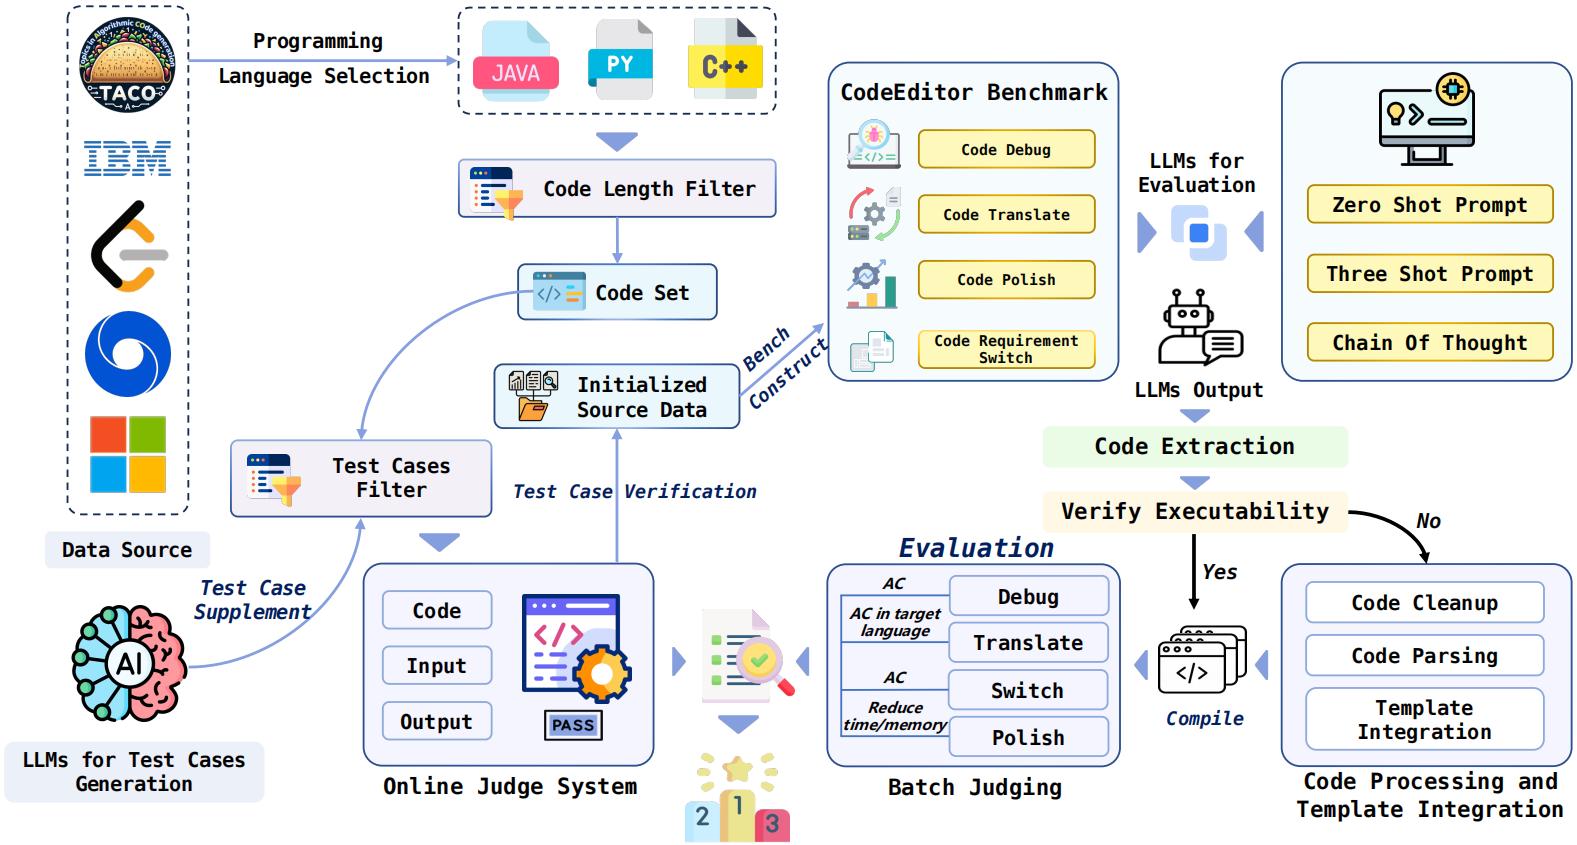 Topics in Algorithmic COde generation
TACO
IBM
Data Source
Programming
Language Selection
JAVA
PY
C++
Code Length Filter
</>
Code Set
Initialized
Source Data
Bench
Construct
Test Cases
Filter
Test Case Verification
Test Case
Supplement
AI
LLMs for Test Cases
Generation
Code
Input
Output
</>
PASS
Online Judge System
2
1
3
CodeEditor Benchmark
</>
Code Debug
Code Translate
Code Polish
Code Requirement
Switch
LLMs for
Evaluation
LLMs Output
Zero Shot Prompt
Three Shot Prompt
Chain Of Thought
Code Extraction
Verify Executability
No
Yes
Evaluation
AC
Debug
AC in target
language
Translate
AC
Switch
Reduce
time/memory
Polish
Batch Judging
</>
Compile
Code Cleanup
Code Parsing
Template
Integration
Code Processing and
Template Integration